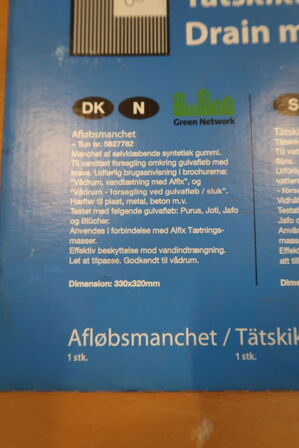 Drain m
DK N
Green Network
S
Afløbsmanchet
– Tun nr. 5627762
Manchet af selvklæbende syntetisk gummi.
Til vandtæt forsegling omkring gulvafløb med
krave. Udførlig brugsanvisning i brochurerne:
"Vådrum, vandtætning med Alfix", og
"Vådrum - forsegling ved gulvafløb / sluk".
Hæfter til plast, metal, beton m.v.
Testet med følgende gulvafløb: Purus, Joti, Jafo
og Blücher.
Anvendes i forbindelse med Alfix Tætnings-
masser.
Effektiv beskyttelse mod vandindtrængning.
Let at tilpasse. Godkendt til vådrum.
Dimension: 330x320mm
Afløbsmanchet / Tätskik
1 stk. 1 stk.